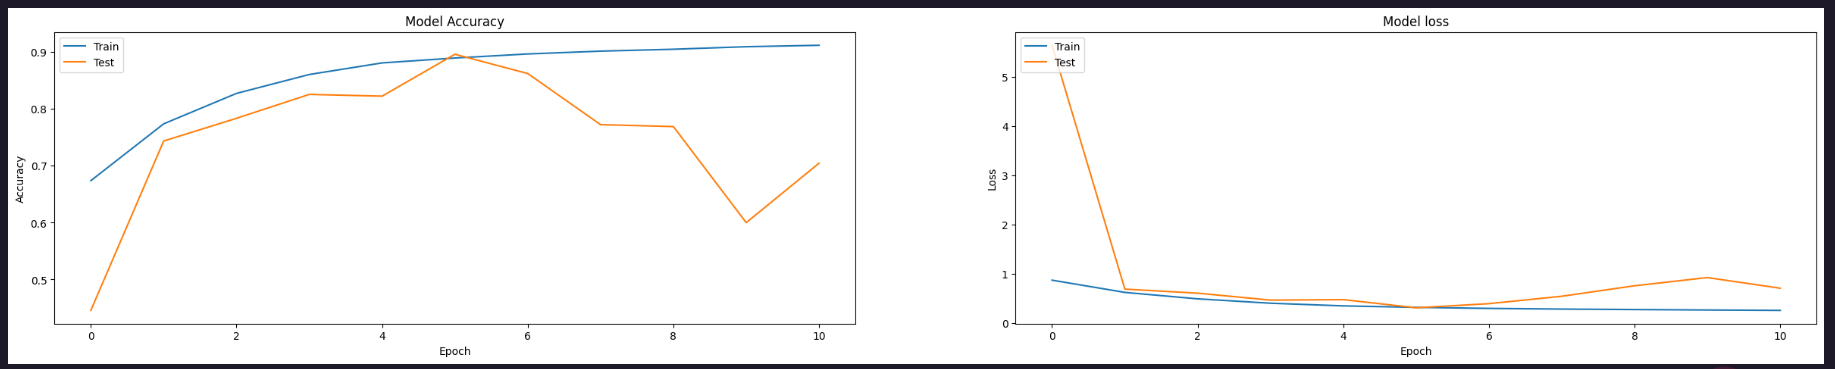 Model Accuracy
Train
Test
0.9
0.8
0.7
0.6
0.5
Accuracy
0 2 4 6 8 10
Epoch
Model loss
Train
Test
5
4
3
2
1
0
Loss
0 2 4 6 8 10
Epoch